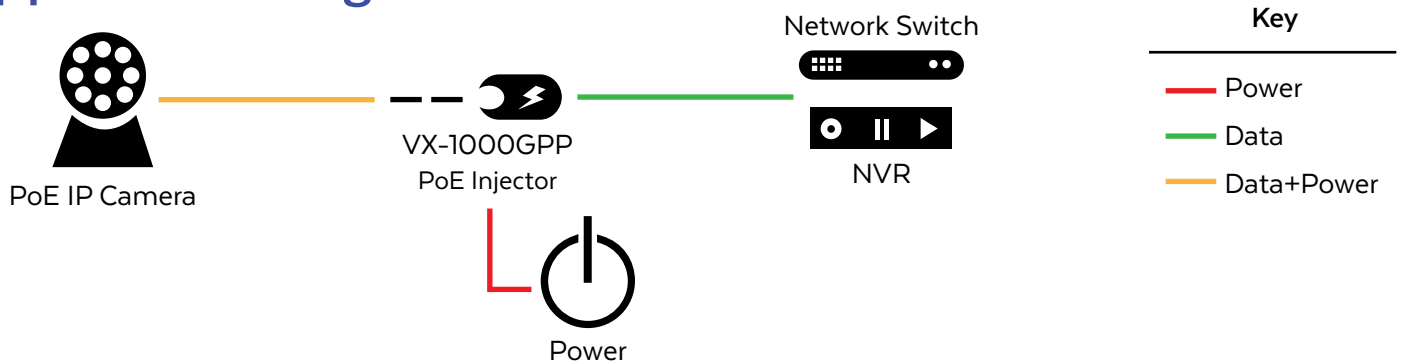 Network Switch
VX-1000GPP
PoE Injector
NVR
PoE IP Camera
Power
Key
Power
Data
Data+Power